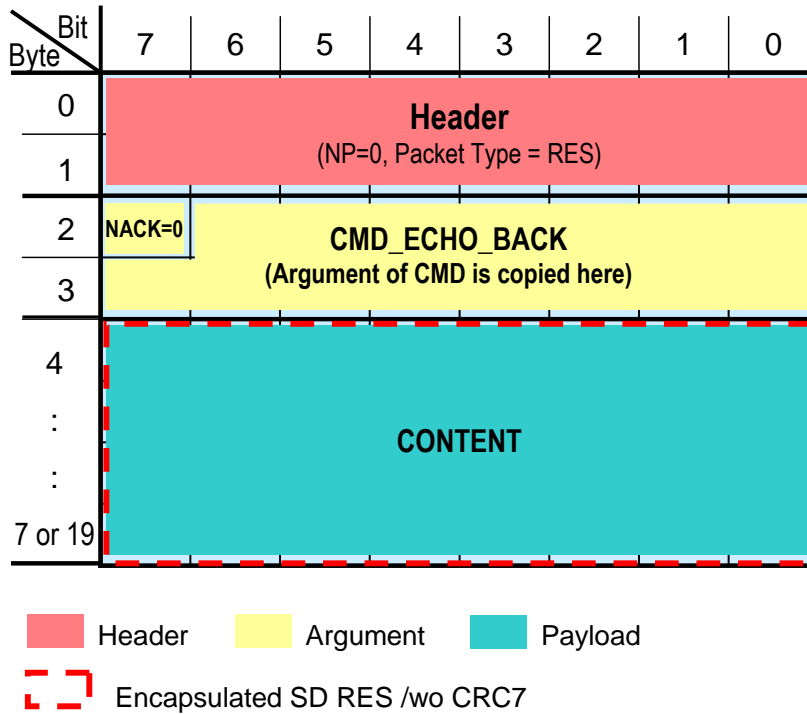 Bit
Byte
7 6 5 4 3 2 1 0
0
Header
(NP=0, Packet Type = RES)
1
2
NACK=0
CMD_ECHO_BACK
(Argument of CMD is copied here)
3
4
:
CONTENT
:
7 or 19
Header Argument Payload
Encapsulated SD RES /wo CRC7